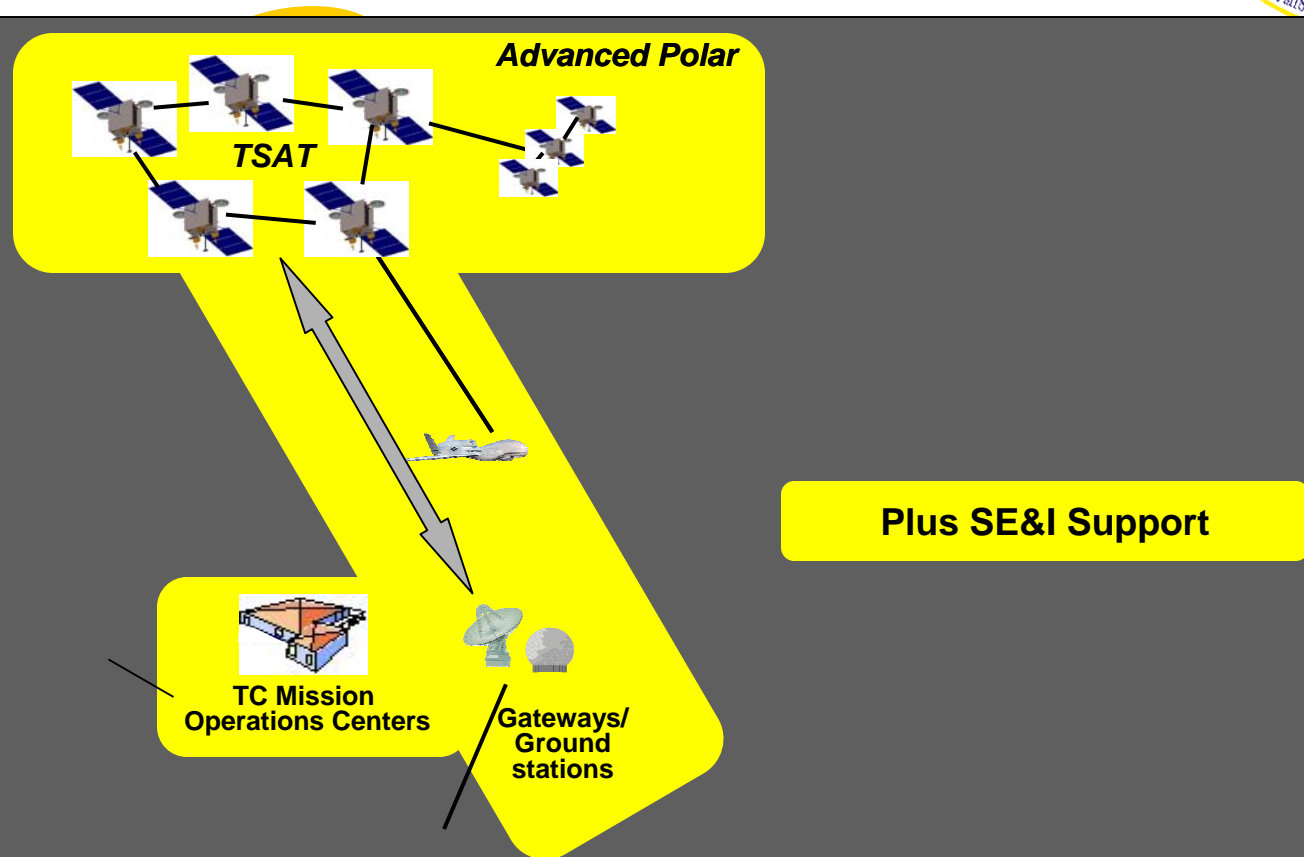 Advanced Polar
TSAT
Plus SE&I Support
TC Mission
Operations Centers
Gateways/
Ground
stations